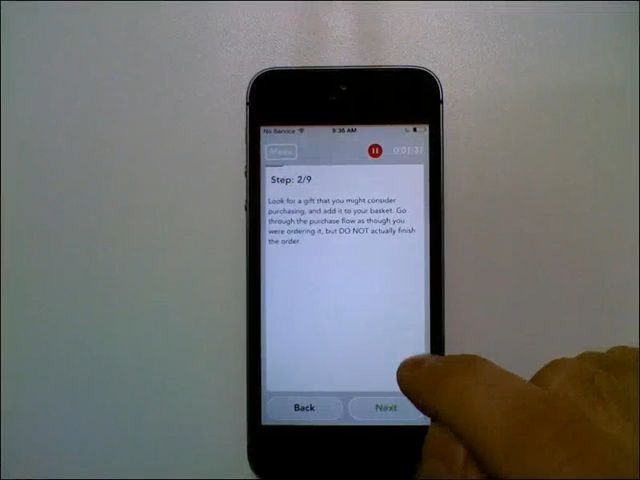 No Service 9:36 AM
Menu 0:01:31
Step: 2/9
Look for a gift that you might consider
purchasing, and add it to your basket. Go
through the purchase flow as though you
were ordering it, but DO NOT actually finish
the order.
Back Next